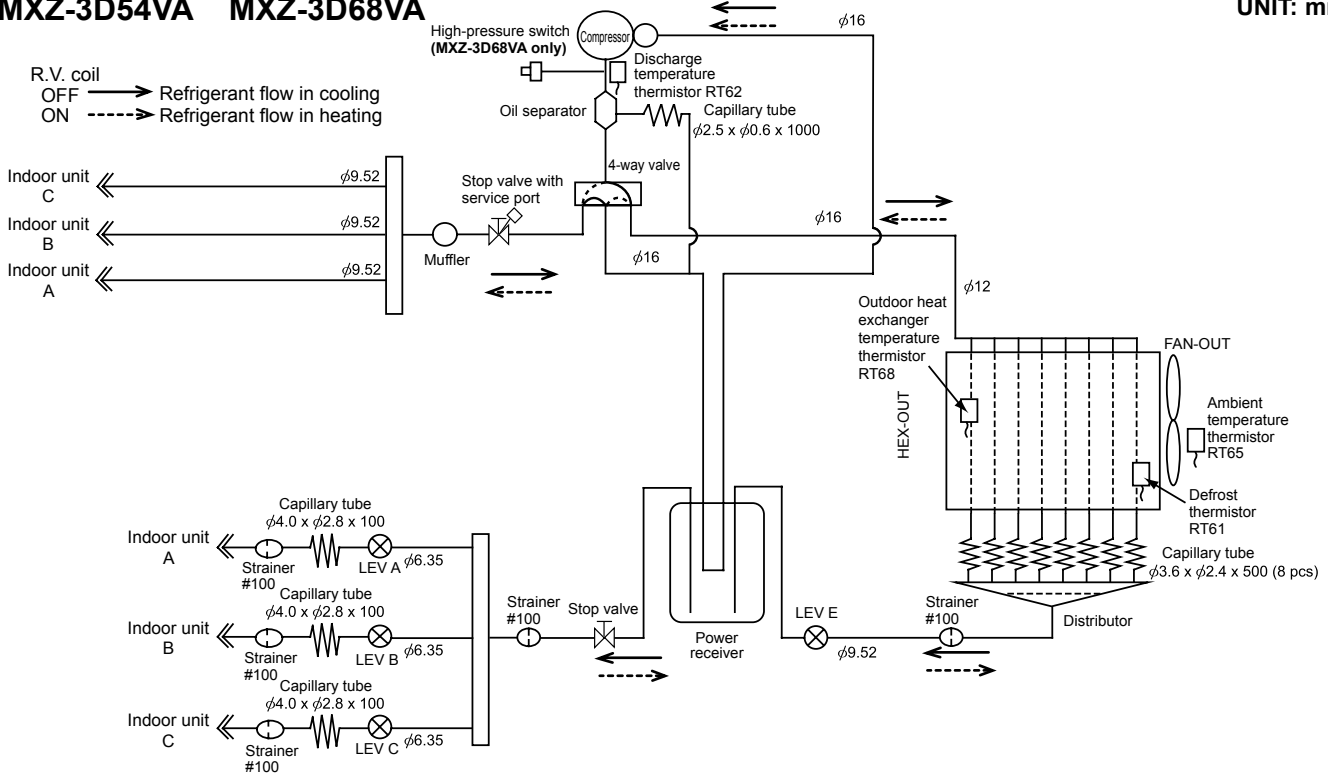 MXZ-3D54VA MXZ-3D68VA
UNIT: m
High-pressure switch
(MXZ-3D68VA only)
Compressor
ϕ16
Discharge
temperature
thermistor RT62
R.V. coil
OFF Refrigerant flow in cooling
ON Refrigerant flow in heating
Oil separator
Capillary tube
ϕ2.5 x ϕ0.6 x 1000
4-way valve
Indoor unit
C
ϕ9.52
Stop valve with
service port
Indoor unit
B
ϕ9.52
Muffler
Indoor unit
A
ϕ9.52
ϕ16
ϕ16
ϕ12
Outdoor heat
exchanger
temperature
thermistor
RT68
FAN-OUT
HEX-OUT
Ambient
temperature
thermistor
RT65
Defrost
thermistor
RT61
Capillary tube
ϕ3.6 x ϕ2.4 x 500 (8 pcs)
Distributor
Capillary tube
ϕ4.0 x ϕ2.8 x 100
Indoor unit
A
Strainer
#100
LEV A
ϕ6.35
Capillary tube
ϕ4.0 x ϕ2.8 x 100
Indoor unit
B
Strainer
#100
LEV B
ϕ6.35
Capillary tube
ϕ4.0 x ϕ2.8 x 100
Indoor unit
C
Strainer
#100
LEV C
ϕ6.35
Strainer
#100
Stop valve
Power
receiver
LEV E
ϕ9.52
Strainer
#100